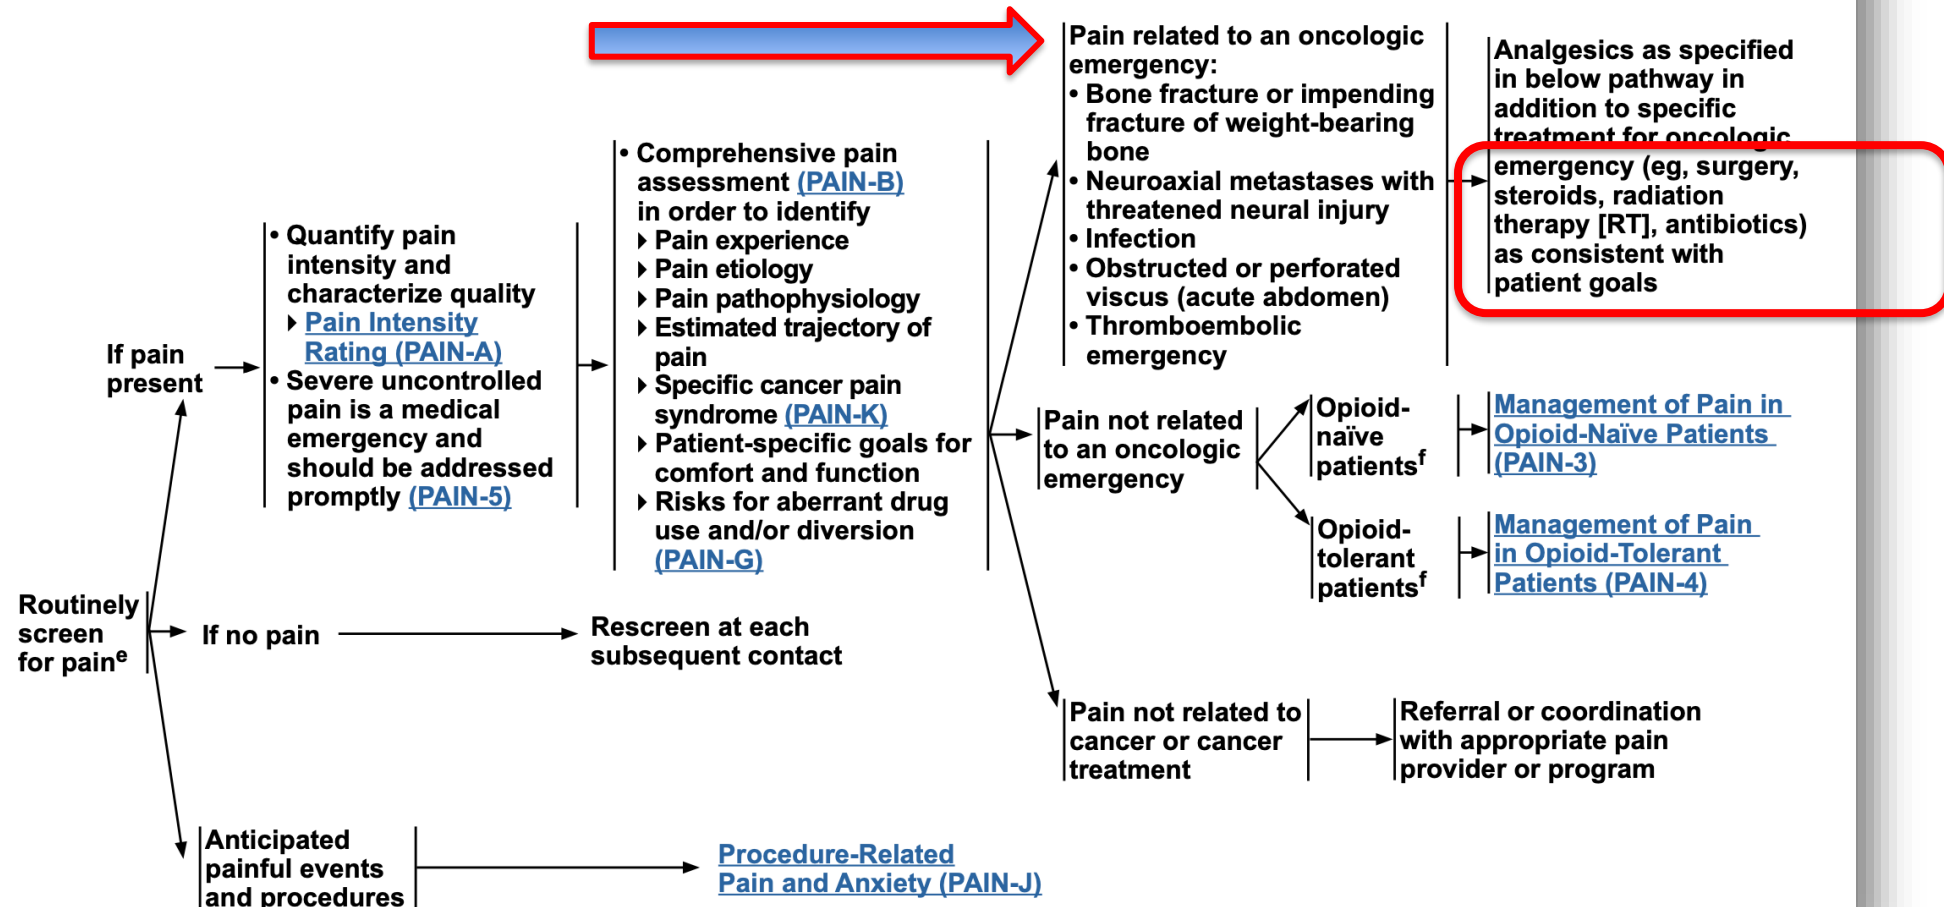 Routinely
screen
for painᵉ
If pain
present
• Quantify pain
intensity and
characterize quality
Pain Intensity
Rating (PAIN-A)
• Severe uncontrolled
pain is a medical
emergency and
should be addressed
promptly (PAIN-5)
• Comprehensive pain
assessment (PAIN-B)
in order to identify
Pain experience
Pain etiology
Pain pathophysiology
Estimated trajectory of
pain
Specific cancer pain
syndrome (PAIN-K)
Patient-specific goals for
comfort and function
Risks for aberrant drug
use and/or diversion
(PAIN-G)
Pain related to an oncologic
emergency:
• Bone fracture or impending
fracture of weight-bearing
bone
• Neuroaxial metastases with
threatened neural injury
• Infection
• Obstructed or perforated
viscus (acute abdomen)
• Thromboembolic
emergency
Analgesics as specified
in below pathway in
addition to specific
treatment for oncologic
emergency (eg, surgery,
steroids, radiation
therapy [RT], antibiotics)
as consistent with
patient goals
Pain not related
to an oncologic
emergency
Opioid-
naïve
patientsᶠ
Management of Pain in
Opioid-Naïve Patients
(PAIN-3)
Opioid-
tolerant
patientsᶠ
Management of Pain
in Opioid-Tolerant
Patients (PAIN-4)
Pain not related to
cancer or cancer
treatment
Referral or coordination
with appropriate pain
provider or program
If no pain
Rescreen at each
subsequent contact
Anticipated
painful events
and procedures
Procedure-Related
Pain and Anxiety (PAIN-J)